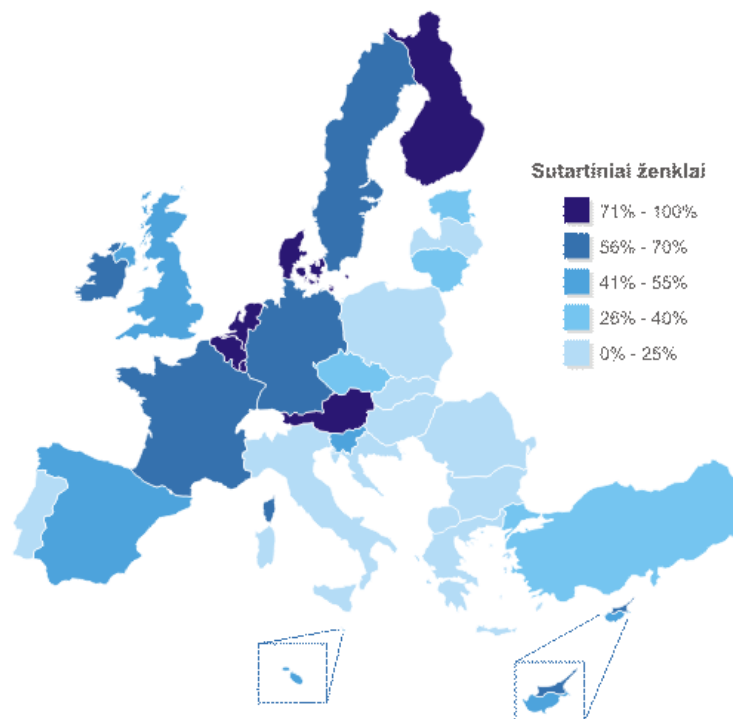 Sutartiniai ženklai
71% - 100%
56% - 70%
41% - 55%
26% - 40%
0% - 25%